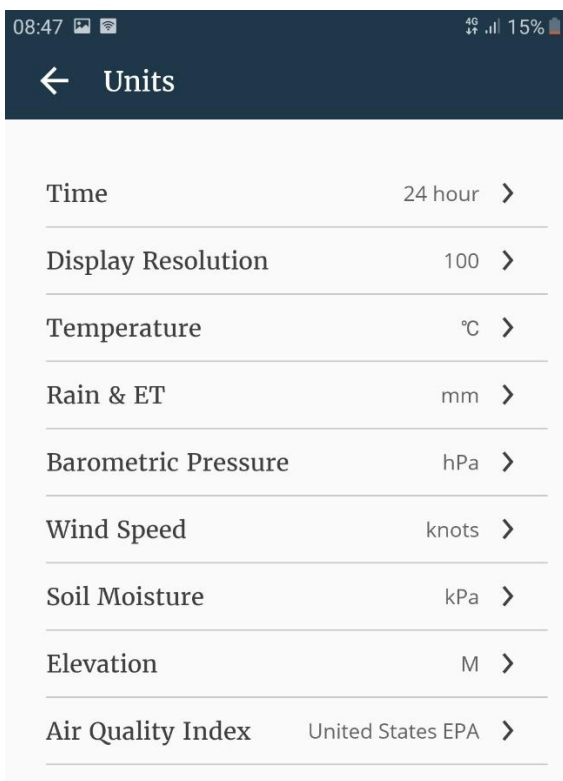 08:47 4G 15%
Units
Time 24 hour
Display Resolution 100
Temperature °C
Rain & ET mm
Barometric Pressure hPa
Wind Speed knots
Soil Moisture kPa
Elevation M
Air Quality Index United States EPA